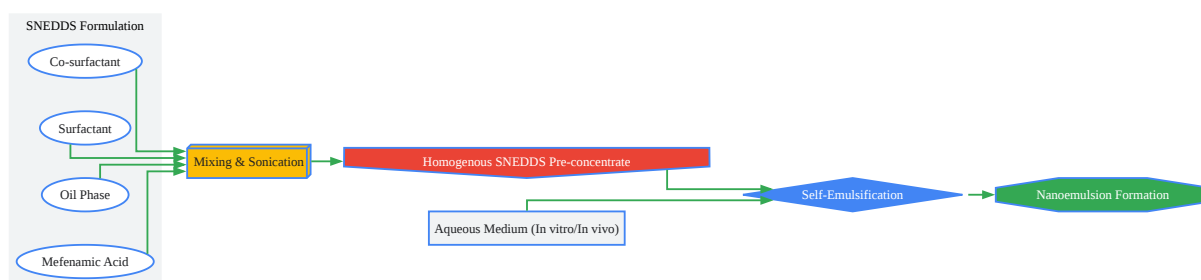 SNEDDS Formulation
Co-surfactant
Surfactant
Oil Phase
Mefenamic Acid
Mixing & Sonication
Homogenous SNEDDS Pre-concentrate
Aqueous Medium (In vitro/In vivo)
Self-Emulsification
Nanoemulsion Formation